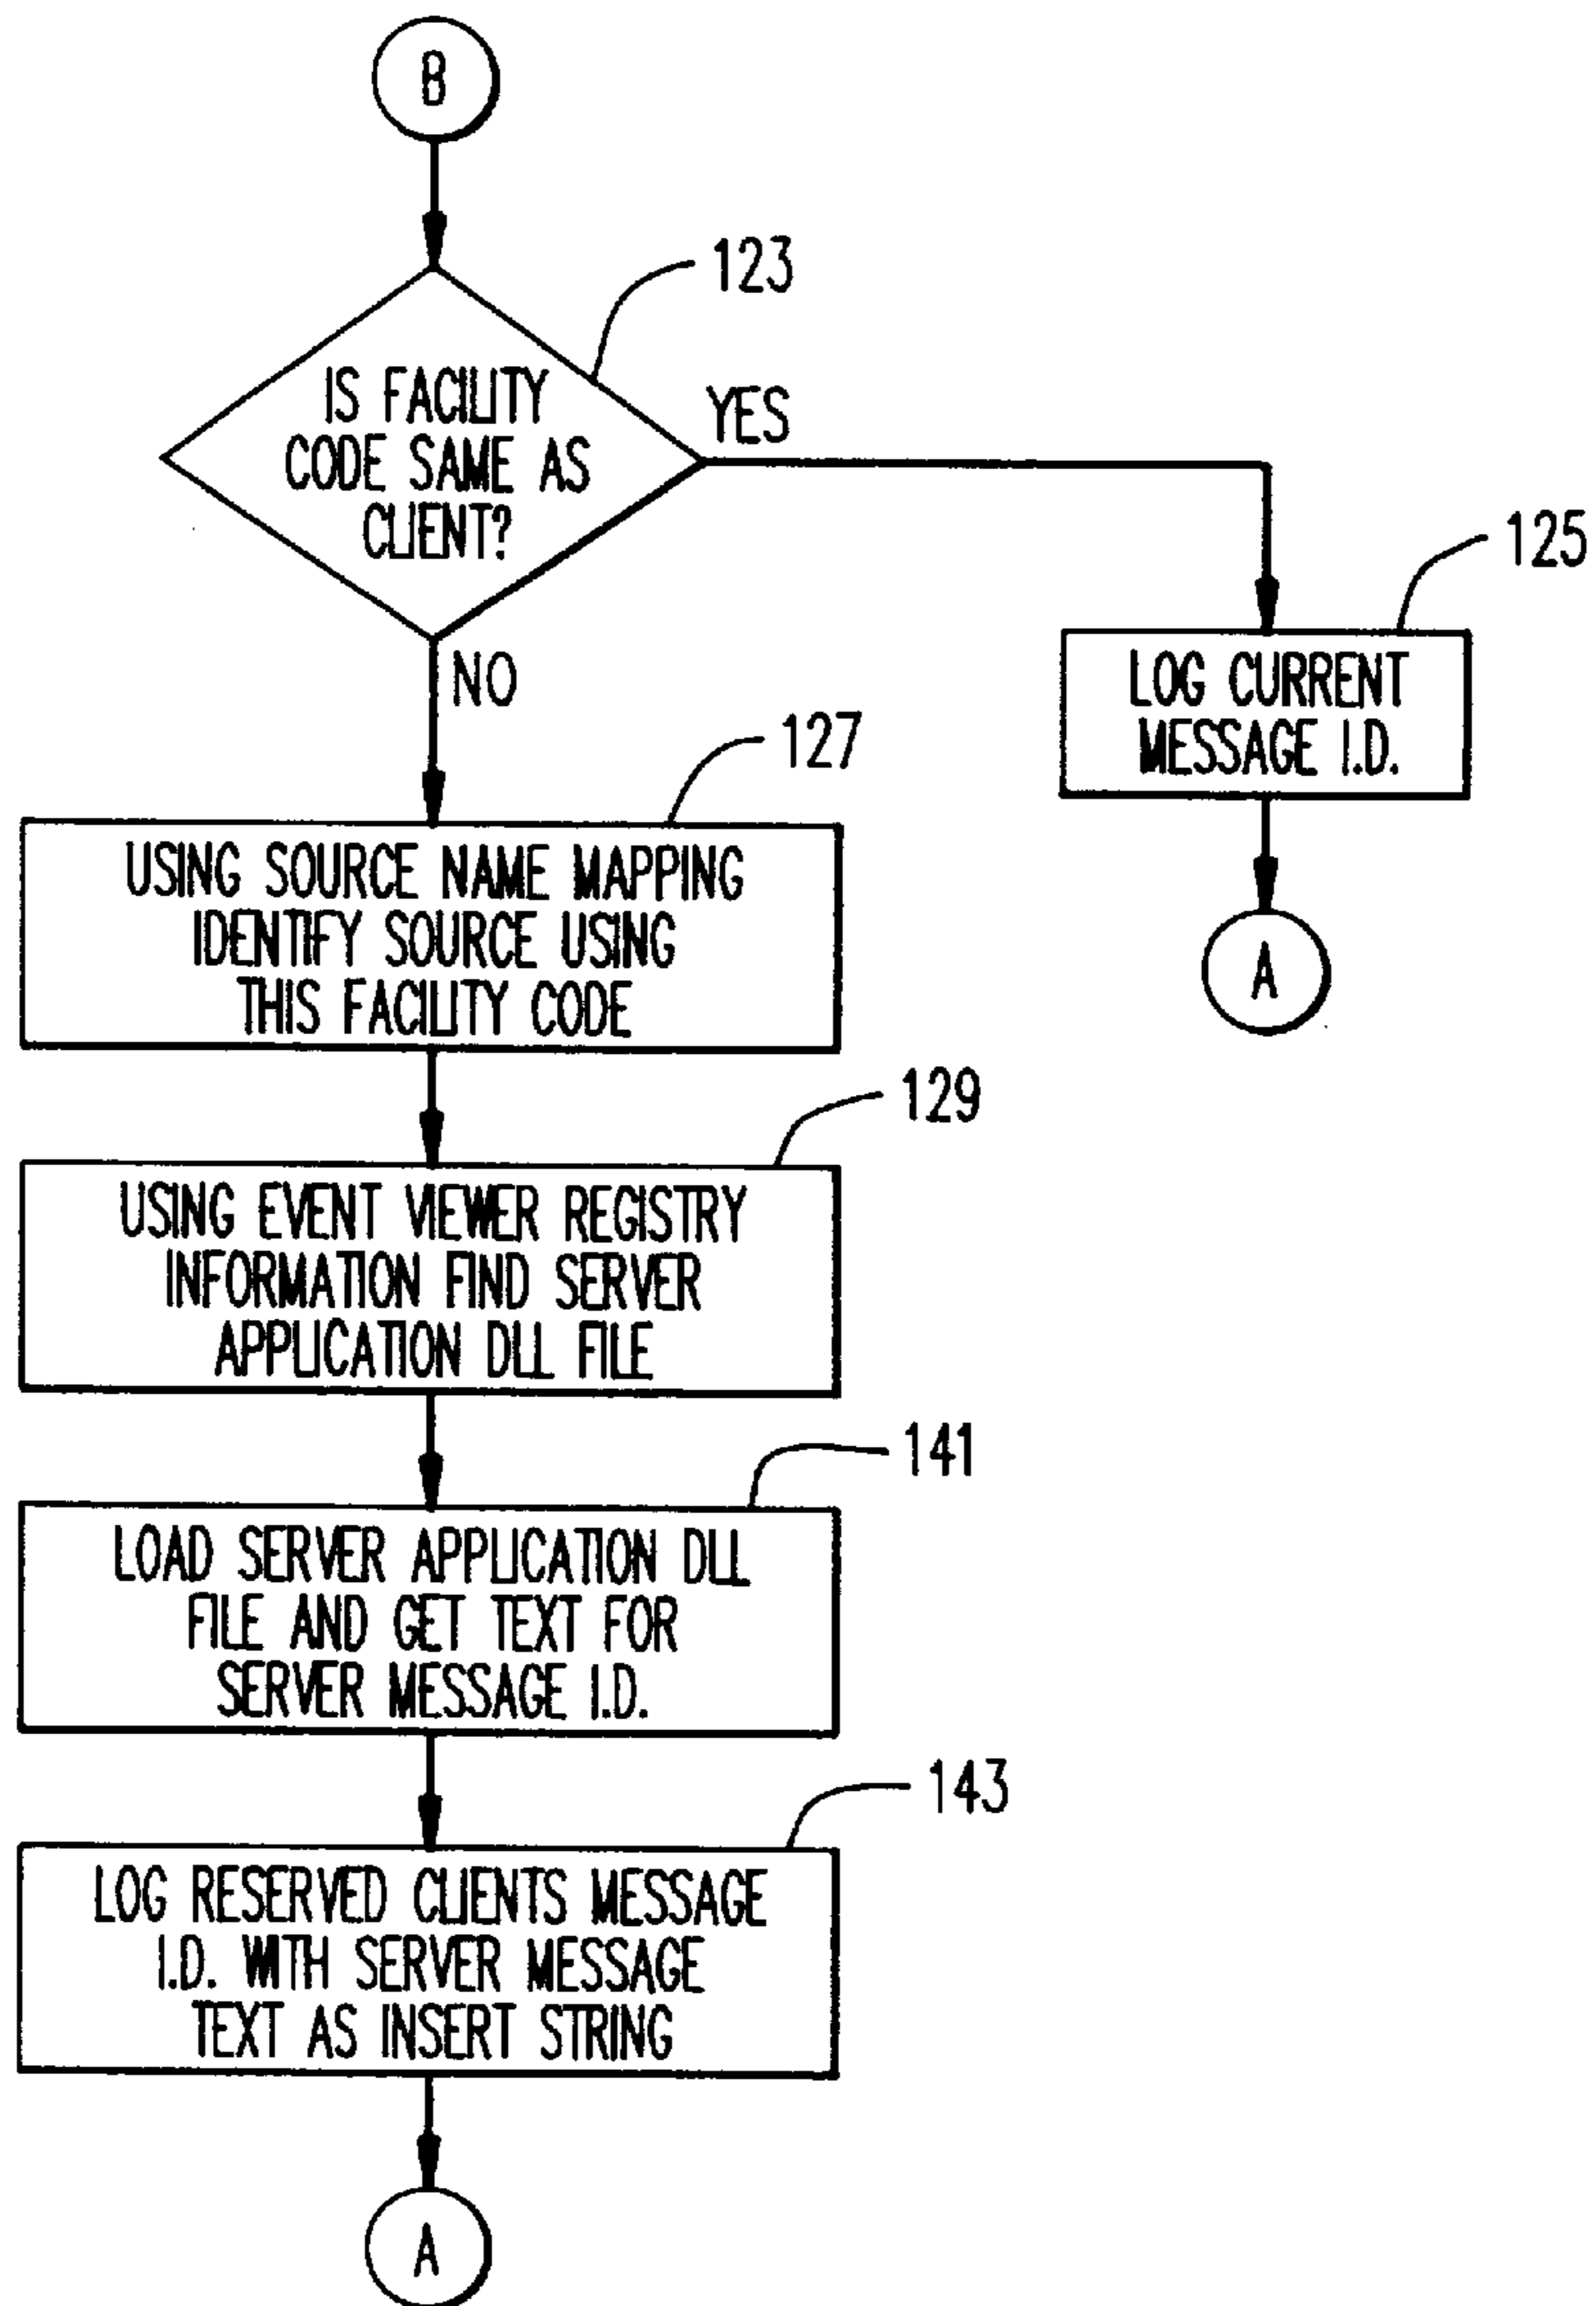 B
123
IS FACILITY
CODE SAME AS
CLIENT?
YES
NO
125
LOG CURRENT
MESSAGE I.D.
A
127
USING SOURCE NAME MAPPING
IDENTIFY SOURCE USING
THIS FACILITY CODE
129
USING EVENT VIEWER REGISTRY
INFORMATION FIND SERVER
APPLICATION DLL FILE
141
LOAD SERVER APPLICATION DLL
FILE AND GET TEXT FOR
SERVER MESSAGE I.D.
143
LOG RESERVED CLIENTS MESSAGE
I.D. WITH SERVER MESSAGE
TEXT AS INSERT STRING
A